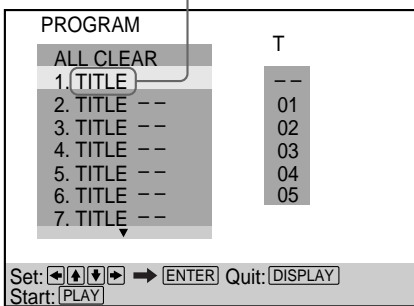 PROGRAM
ALL CLEAR
1. TITLE
2. TITLE – –
3. TITLE – –
4. TITLE – –
5. TITLE – –
6. TITLE – –
7. TITLE – –
T
– –
01
02
03
04
05
Set: ←↑↓→ ➡ ENTER Quit: DISPLAY
Start: PLAY